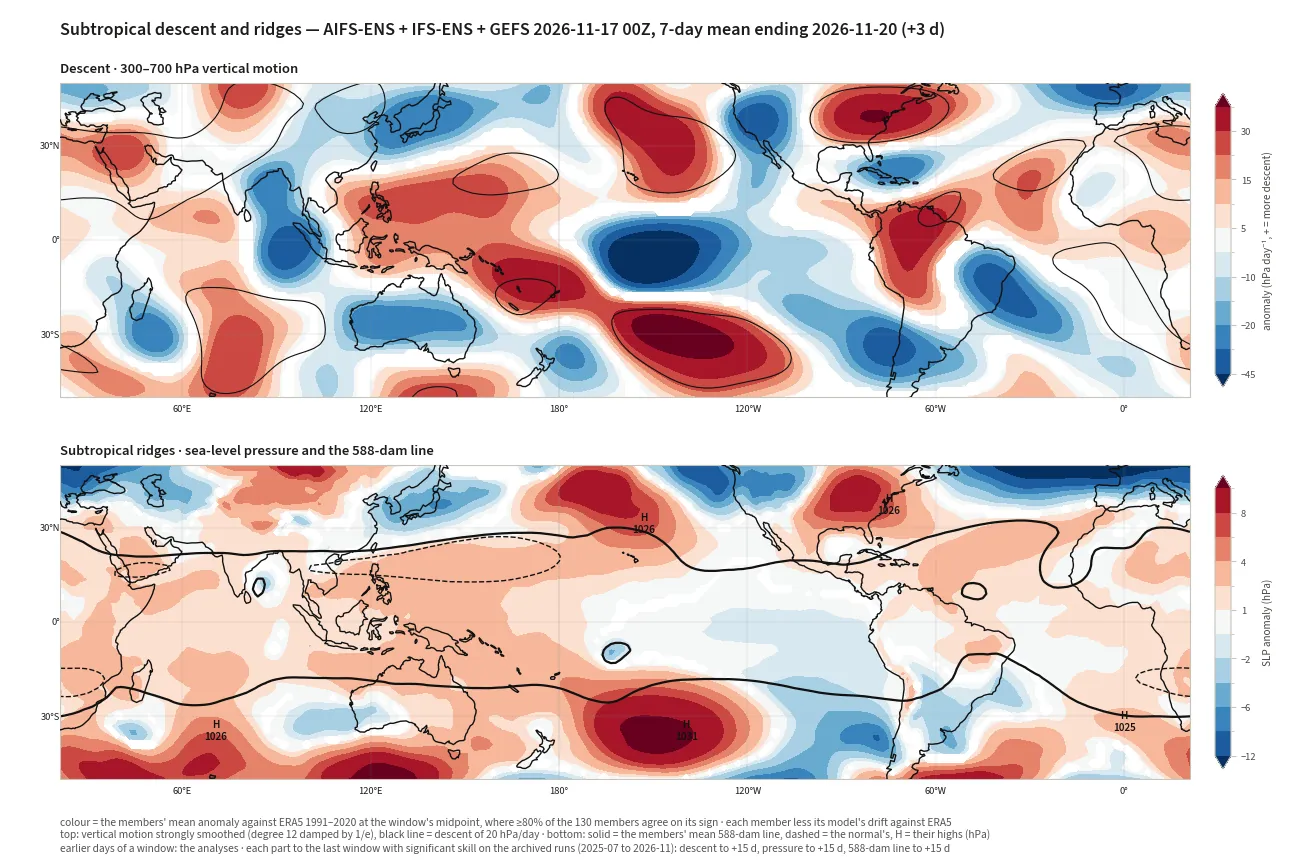 Subtropical descent and ridges — AIFS-ENS + IFS-ENS + GEFS 2026-11-17 00Z, 7-day mean ending 2026-11-20 (+3 d)
Descent · 300–700 hPa vertical motion
30°N
0°
30°S
60°E
120°E
180°
120°W
60°W
0°
30
15
5
−10
−20
−45
anomaly (hPa day⁻¹, + = more descent)
Subtropical ridges · sea-level pressure and the 588-dam line
30°N
0°
30°S
H
1026
H
1026
H
1026
H
1031
H
1025
60°E
120°E
180°
120°W
60°W
0°
8
4
1
−2
−6
−12
SLP anomaly (hPa)
colour = the members' mean anomaly against ERA5 1991–2020 at the window's midpoint, where ≥80% of the 130 members agree on its sign · each member less its model's drift against ERA5
top: vertical motion strongly smoothed (degree 12 damped by 1/e), black line = descent of 20 hPa/day · bottom: solid = the members' mean 588-dam line, dashed = the normal's, H = their highs (hPa)
earlier days of a window: the analyses · each part to the last window with significant skill on the archived runs (2025-07 to 2026-11): descent to +15 d, pressure to +15 d, 588-dam line to +15 d